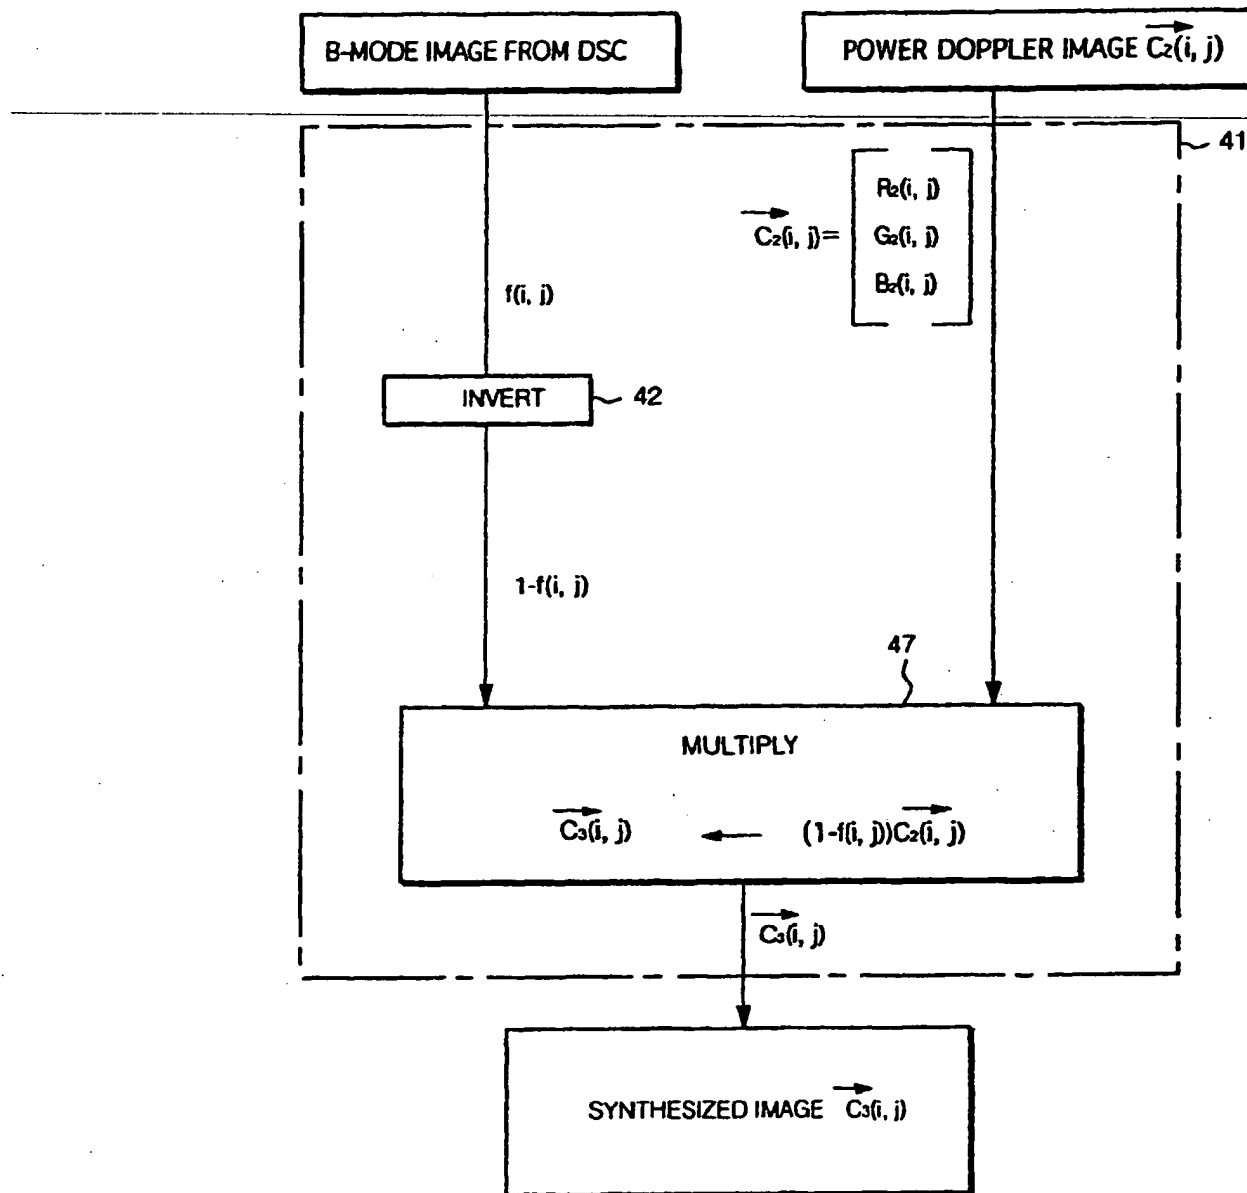 B-MODE IMAGE FROM DSC
POWER DOPPLER IMAGE C₂(i, j)
41
C₂(i, j)=
R₂(i, j)
G₂(i, j)
B₂(i, j)
f(i, j)
INVERT
42
1-f(i, j)
47
MULTIPLY
C₃(i, j) ← (1-f(i, j))C₂(i, j)
C₃(i, j)
SYNTHESIZED IMAGE C₃(i, j)